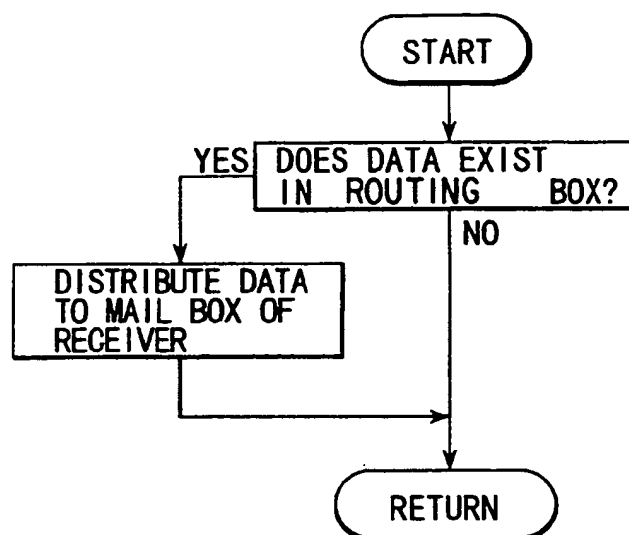 START
YES
DOES DATA EXIST
IN ROUTING BOX?
NO
DISTRIBUTE DATA
TO MAIL BOX OF
RECEIVER
RETURN